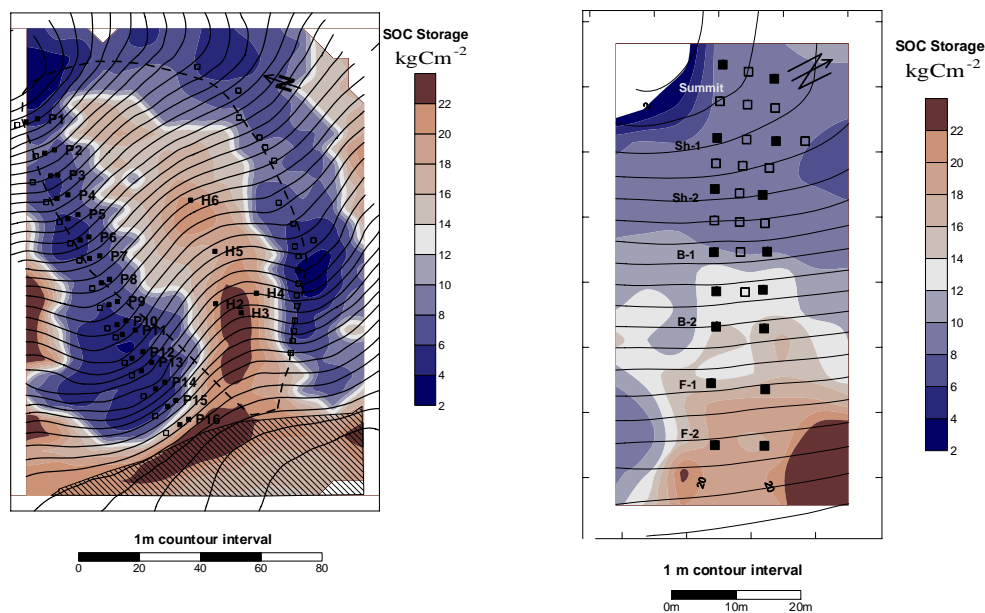 SOC Storage
kgCm-2
22
20
18
16
14
12
10
8
6
4
2
N
P1
P2
P3
P4
P5
P6
P7
P8
P9
P10
P11
P12
P13
P14
P15
P16
H6
H5
H4
H2
H3
1m countour interval
0 20 40 60 80
SOC Storage
kgCm-2
22
20
18
16
14
12
10
8
6
4
2
Summit
2
Sh-1
Sh-2
B-1
B-2
F-1
F-2
20
20
1 m contour interval
0m 10m 20m